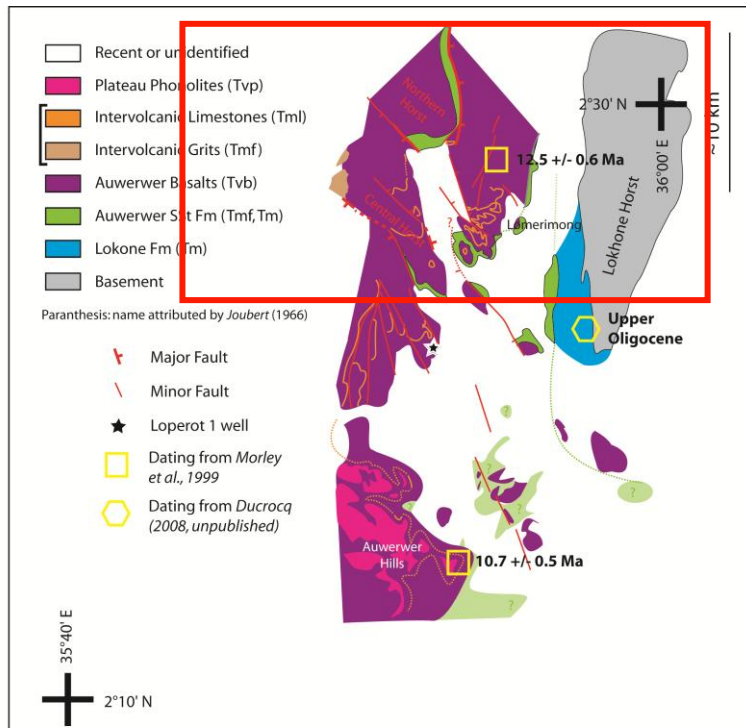 Recent or unidentified
Plateau Phonolites (Tvp)
Intervolcanic Limestones (Tml)
Intervolcanic Grits (Tmf)
Auwerwer Basalts (Tvb)
Auwerwer Sst Fm (Tmf, Tm)
Lokone Fm (Tm)
Basement
Paranthesis: name attributed by Joubert (1966)
Major Fault
Minor Fault
Loperot 1 well
Dating from Morley
et al., 1999
Dating from Ducrocq
(2008, unpublished)
Northern
Horst
Central Horst
12.5 +/- 0.6 Ma
Lomerimong
2°30' N
36°00' E
~10 km
Lokhone Horst
Upper
Oligocene
?
?
?
?
?
?
Auwerwer
Hills
10.7 +/- 0.5 Ma
?
35°40' E
2°10' N